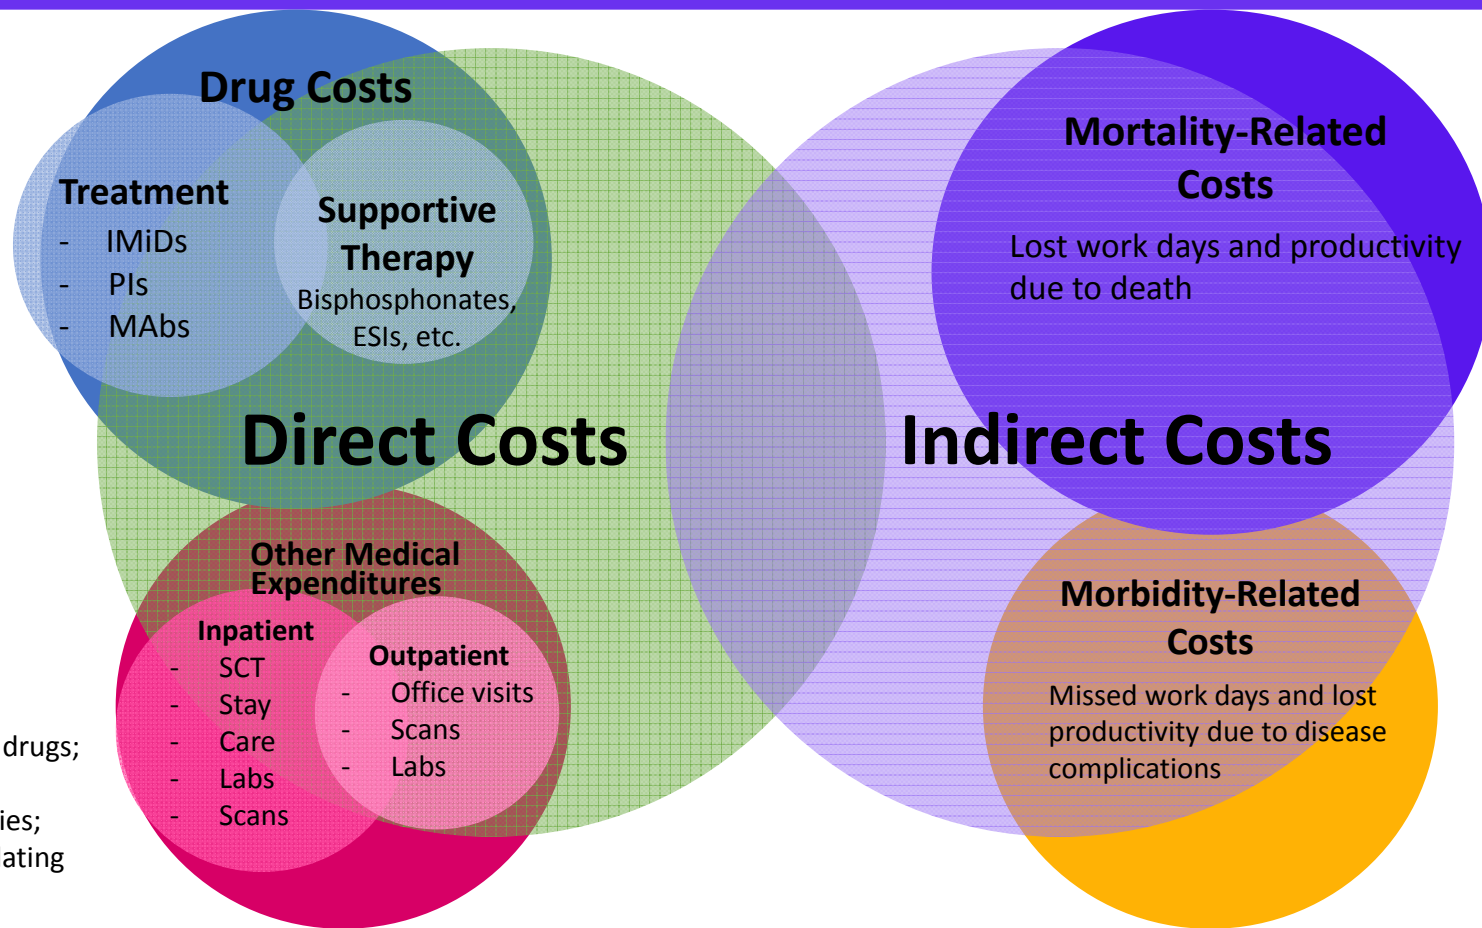 Drug Costs
Treatment
- IMiDs
- PIs
- MAbs
Supportive
Therapy
Bisphosphonates,
ESIs, etc.
Direct Costs
Other Medical
Expenditures
Inpatient
- SCT
- Stay
- Care
- Labs
- Scans
Outpatient
- Office visits
- Scans
- Labs
drugs;
ies;
lating
Indirect Costs
Mortality-Related
Costs
Lost work days and productivity
due to death
Morbidity-Related
Costs
Missed work days and lost
productivity due to disease
complications